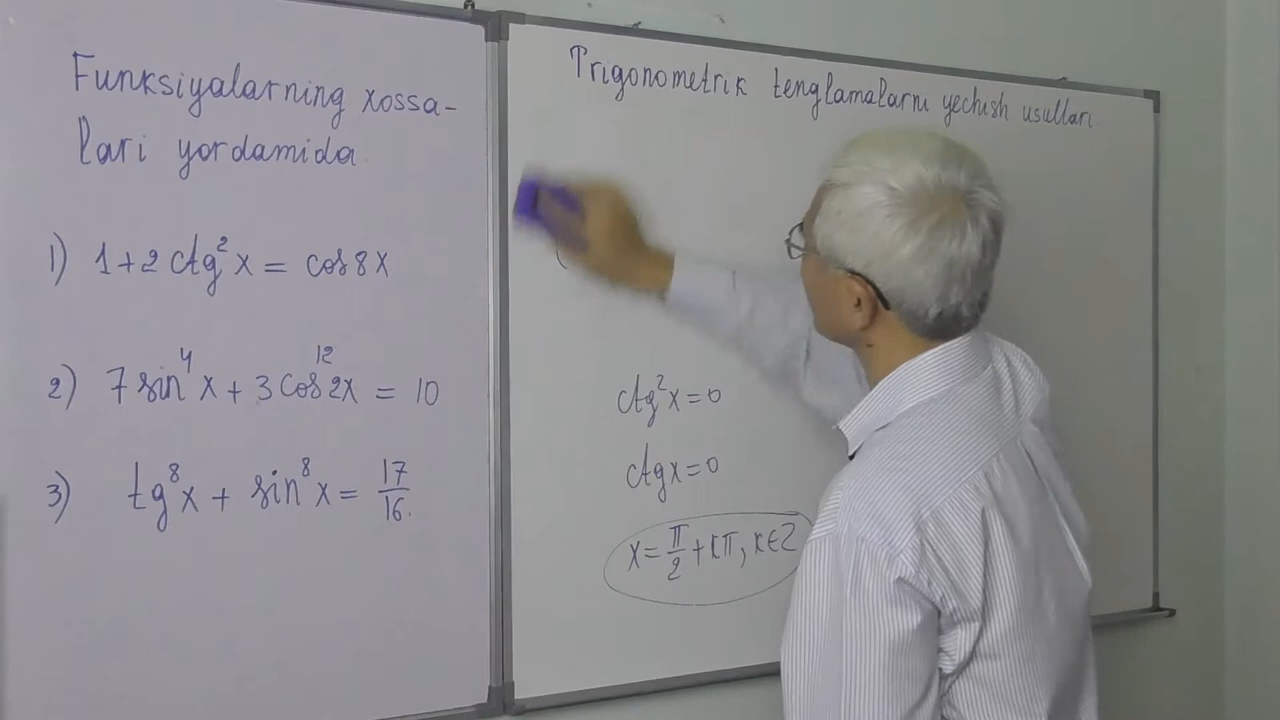 Funksiyalarning xossa-
lari yordamida
1) 1+2 ctg²x = cos8x
2) 7 sin⁴x + 3 cos¹²2x = 10
3) tg⁸x + sin⁸x = 17/16.
Trigonometrik tenglamalarni yechish usullari
ctg²x=0
ctgx=0
x=π/2+kπ, k∈Z